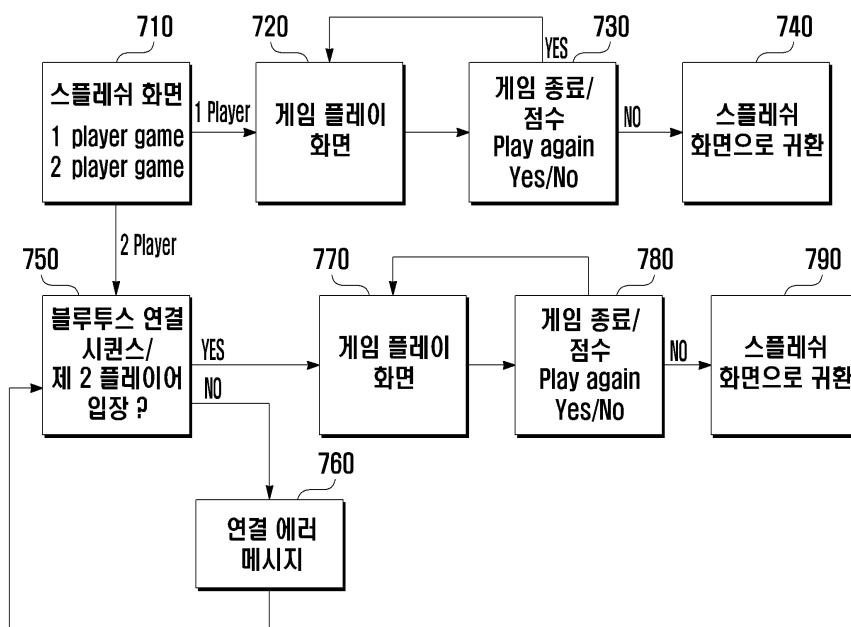 710
스플레쉬 화면
1 player game
2 player game
1 Player
720
게임 플레이
화면
YES
730
게임 종료/
점수
Play again
Yes/No
NO
740
스플레쉬
화면으로 귀환
2 Player
750
블루투스 연결
시퀀스/
제 2 플레이어
입장 ?
YES
NO
770
게임 플레이
화면
780
게임 종료/
점수
Play again
Yes/No
NO
790
스플레쉬
화면으로 귀환
760
연결 에러
메시지